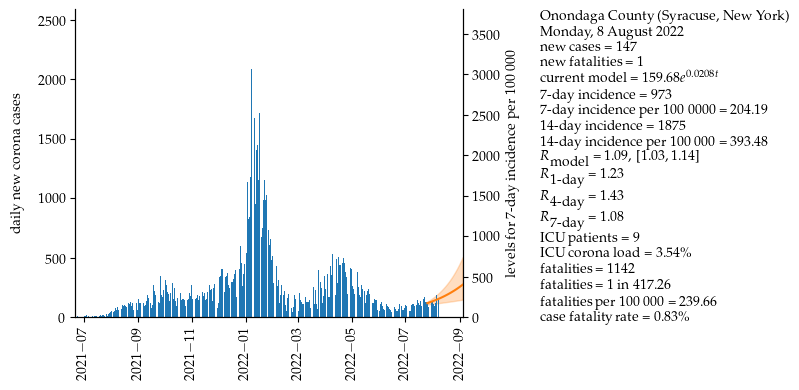 daily new corona cases
2500
2000
1500
1000
500
0
3500
3000
2500
2000
1500
1000
500
0
levels for 7-day incidence per 100 000
2021−07
2021−09
2021−11
2022−01
2022−03
2022−05
2022−07
2022−09
Onondaga County (Syracuse, New York)
Monday, 8 August 2022
new cases = 147
new fatalities = 1
current model = 159.68e^{0.0208t}
7-day incidence = 973
7-day incidence per 100 0000 = 204.19
14-day incidence = 1875
14-day incidence per 100 000 = 393.48
R_model = 1.09, [1.03, 1.14]
R_1-day = 1.23
R_4-day = 1.43
R_7-day = 1.08
ICU patients = 9
ICU corona load = 3.54%
fatalities = 1142
fatalities = 1 in 417.26
fatalities per 100 000 = 239.66
case fatality rate = 0.83%